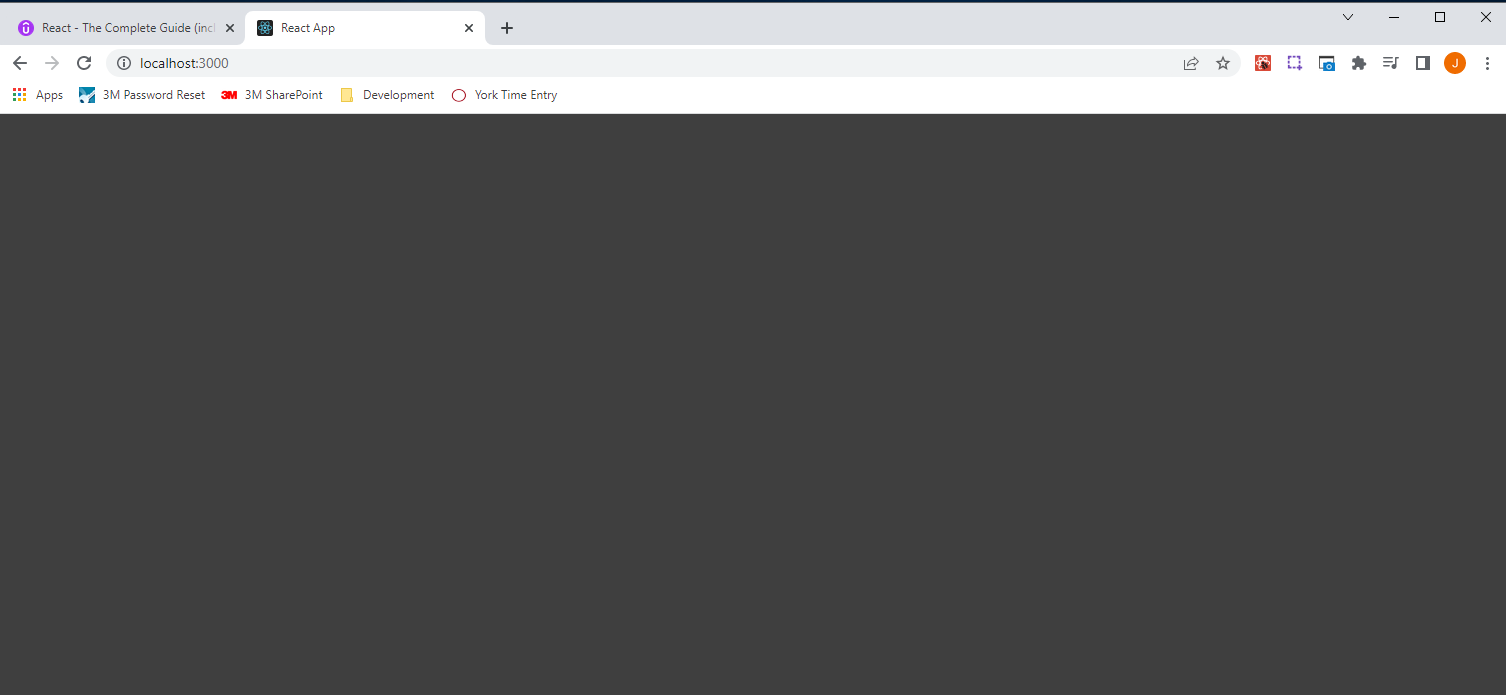 React - The Complete Guide (incl
React App
localhost:3000
J
Apps
3M Password Reset
3M 3M SharePoint
Development
York Time Entry